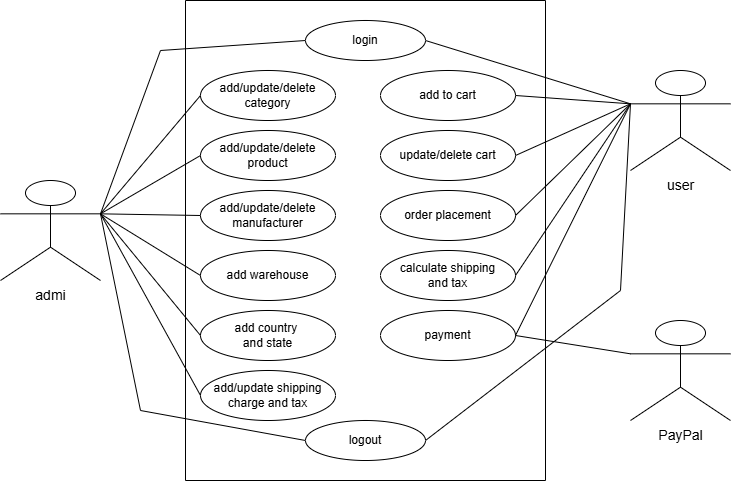 login
add/update/delete
category
add to cart
add/update/delete
product
update/delete cart
user
add/update/delete
manufacturer
order placement
add warehouse
calculate shipping
and tax
admi
add country
and state
payment
add/update shipping
charge and tax
logout
PayPal